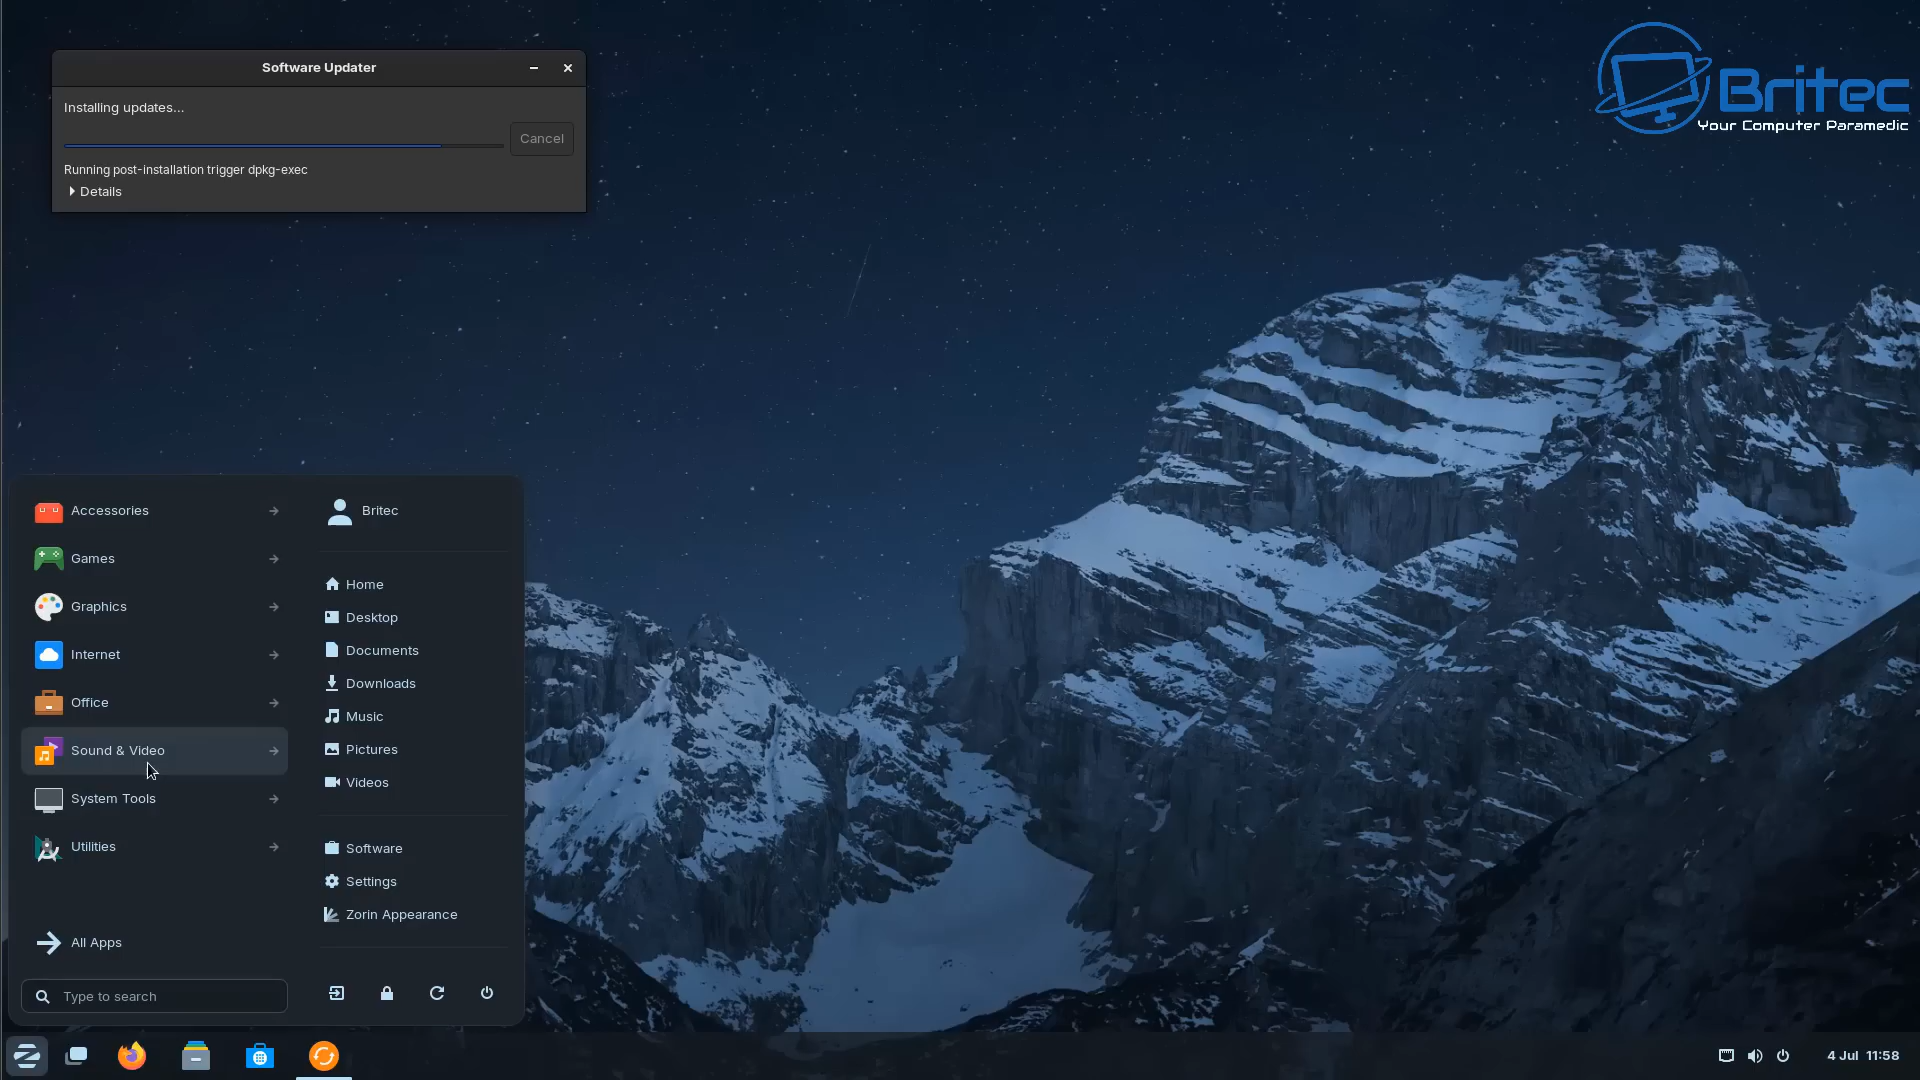 Software Updater
Installing updates...
Cancel
Running post-installation trigger dpkg-exec
Details
Britec
Your Computer Paramedic
Accessories
Games
Graphics
Internet
Office
Sound & Video
System Tools
Utilities
All Apps
Type to search
Britec
Home
Desktop
Documents
Downloads
Music
Pictures
Videos
Software
Settings
Zorin Appearance
4 Jul 11:58